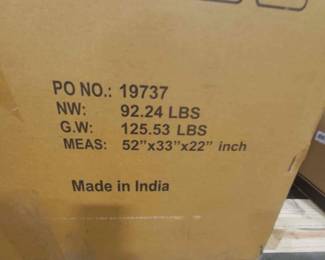 PO NO.: 19737
NW: 92.24 LBS
G.W: 125.53 LBS
MEAS: 52”x33”x22” inch
Made in India